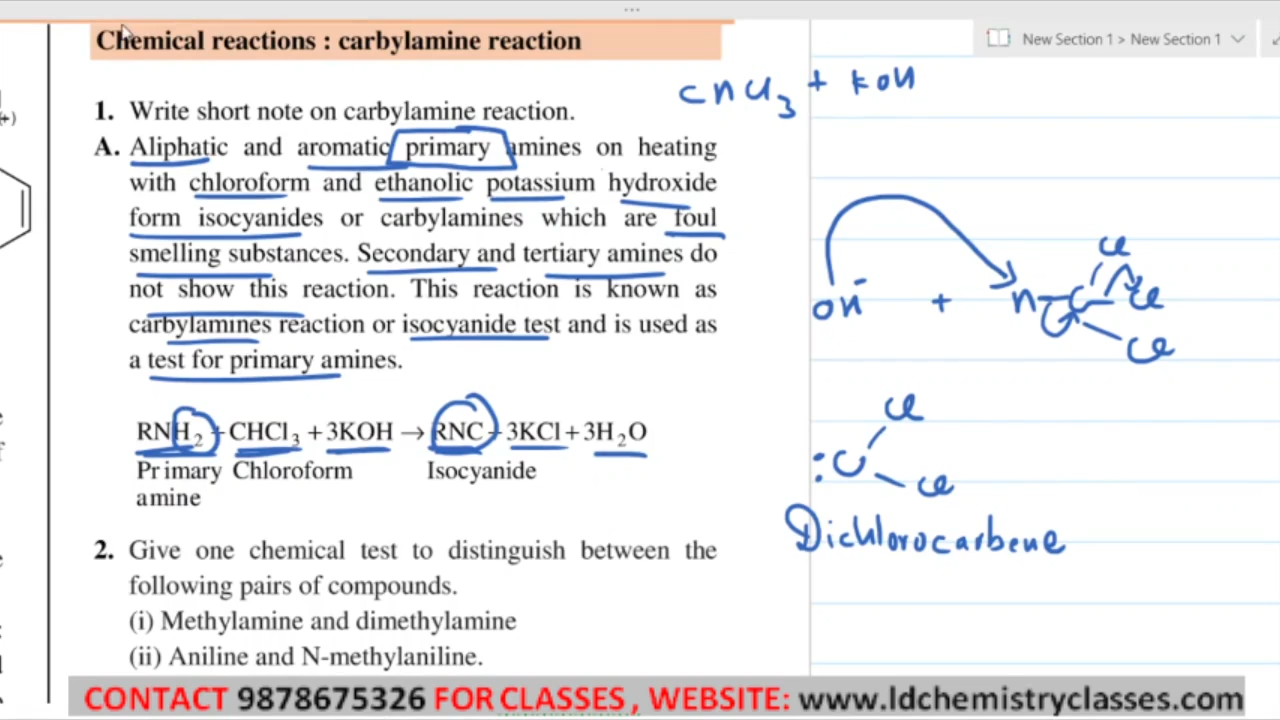 Chemical reactions : carbylamine reaction
New Section 1 > New Section 1
CHCl3 + KOH
1. Write short note on carbylamine reaction.
A. Aliphatic and aromatic primary amines on heating
with chloroform and ethanolic potassium hydroxide
form isocyanides or carbylamines which are foul
smelling substances. Secondary and tertiary amines do
not show this reaction. This reaction is known as
carbylamines reaction or isocyanide test and is used as
a test for primary amines.
RNH2 + CHCl3 + 3KOH → RNC + 3KCl + 3H2O
Primary Chloroform Isocyanide
amine
2. Give one chemical test to distinguish between the
following pairs of compounds.
(i) Methylamine and dimethylamine
(ii) Aniline and N-methylaniline.
Cl
OH- + H-C-Cl
Cl
Cl
:C
Cl
Dichlorocarbene
CONTACT 9878675326 FOR CLASSES , WEBSITE: www.ldchemistryclasses.com